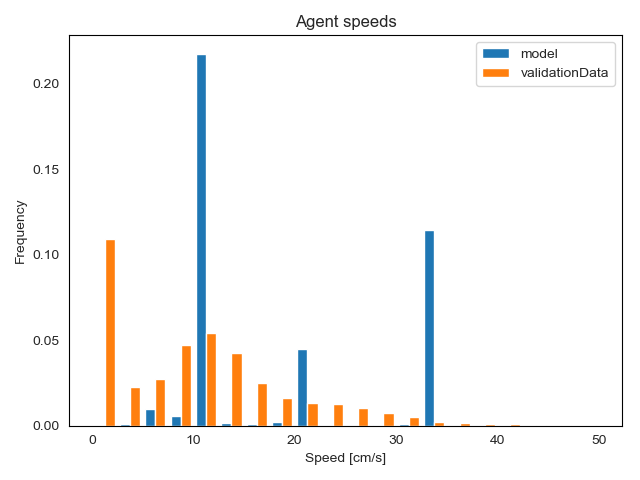 Agent speeds
model
validationData
Frequency
0.20
0.15
0.10
0.05
0.00
0 10 20 30 40 50
Speed [cm/s]